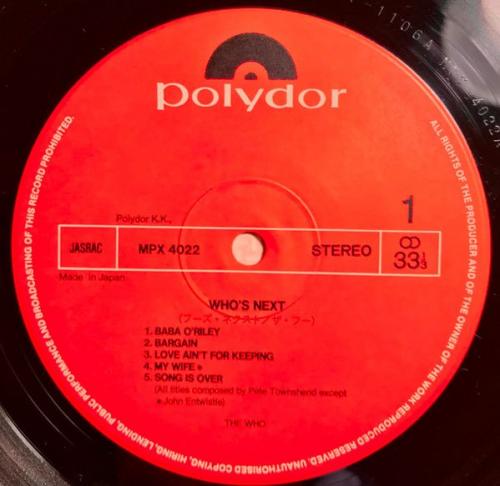 polydor
Polydor K.K.,
1
JASRAC
MPX 4022
STEREO
33 1/3
Made in Japan
WHO'S NEXT
(フーズ・ネクスト/ザ・フー)
1. BABA O'RILEY
2. BARGAIN
3. LOVE AIN'T FOR KEEPING
4. MY WIFE *
5. SONG IS OVER
(All titles composed by Pete Townshend except
* John Entwistle)
THE WHO
ALL RIGHTS OF THE PRODUCER AND OF THE OWNER OF THE WORK REPRODUCED RESERVED. UNAUTHORISED COPYING, HIRING, LENDING, PUBLIC PERFORMANCE AND BROADCASTING OF THIS RECORD PROHIBITED.